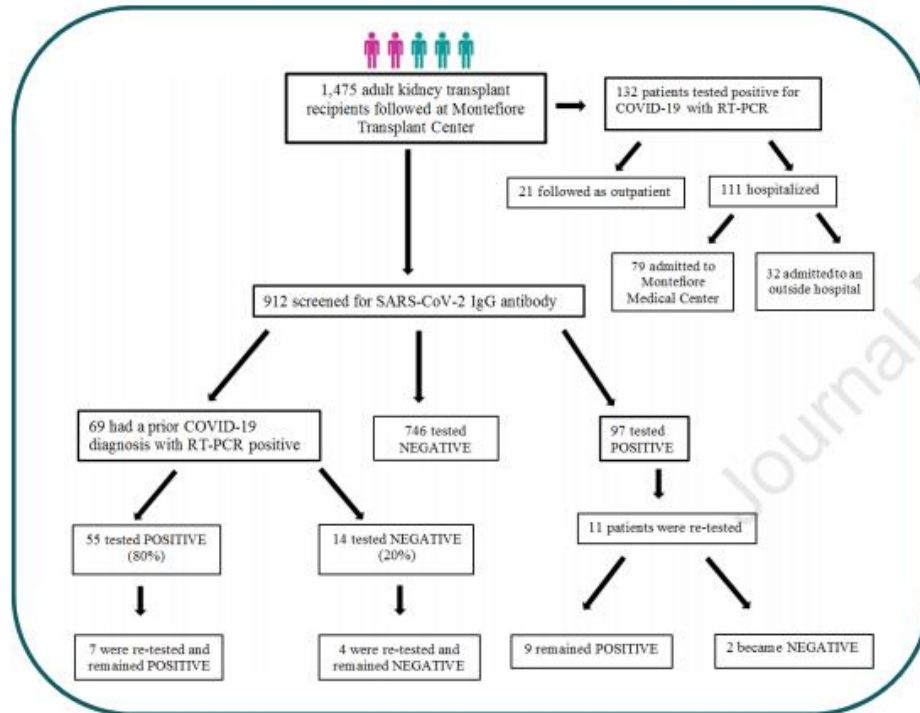 1,475 adult kidney transplant
recipients followed at Montefiore
Transplant Center
132 patients tested positive for
COVID-19 with RT-PCR
21 followed as outpatient
111 hospitalized
79 admitted to
Montefiore
Medical Center
32 admitted to an
outside hospital
912 screened for SARS-CoV-2 IgG antibody
69 had a prior COVID-19
diagnosis with RT-PCR positive
746 tested
NEGATIVE
97 tested
POSITIVE
55 tested POSITIVE
(80%)
14 tested NEGATIVE
(20%)
11 patients were re-tested
7 were re-tested and
remained POSITIVE
4 were re-tested and
remained NEGATIVE
9 remained POSITIVE
2 became NEGATIVE
Journal